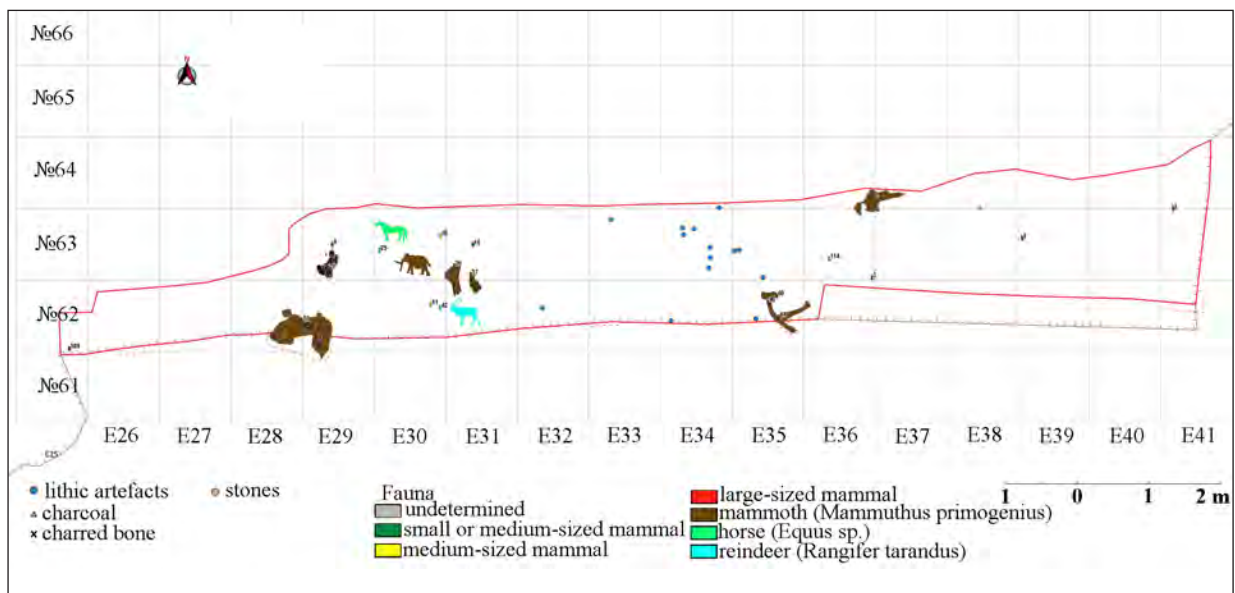 №66
№65
№64
№63
№62
№61
E26 E27 E28 E29 E30 E31 E32 E33 E34 E35 E36 E37 E38 E39 E40 E41
lithic artefacts stones
charcoal
charred bone
Fauna
undetermined
small or medium-sized mammal
medium-sized mammal
large-sized mammal
mammoth (Mammuthus primogenius)
horse (Equus sp.)
reindeer (Rangifer tarandus)
1 0 1 2 m